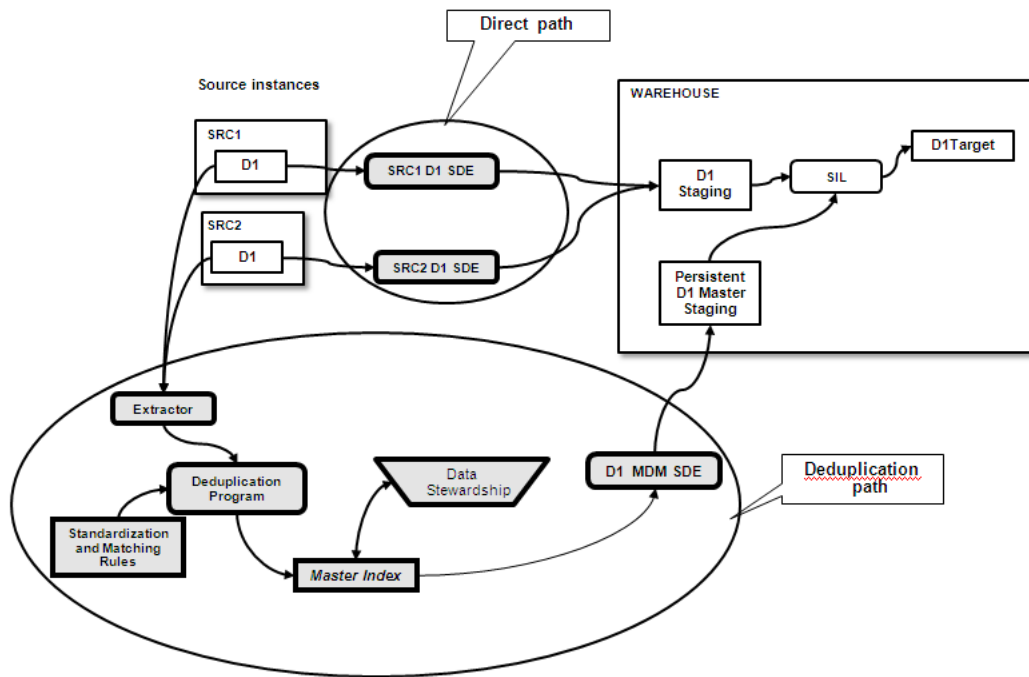 Direct path
Source instances
WAREHOUSE
SRC1
D1
SRC1 D1 SDE
D1
Staging
SIL
D1Target
SRC2
D1
SRC2 D1 SDE
Persistent
D1 Master
Staging
Extractor
Deduplication
Program
Data
Stewardship
D1 MDM SDE
Deduplication
path
Standardization
and Matching
Rules
Master Index